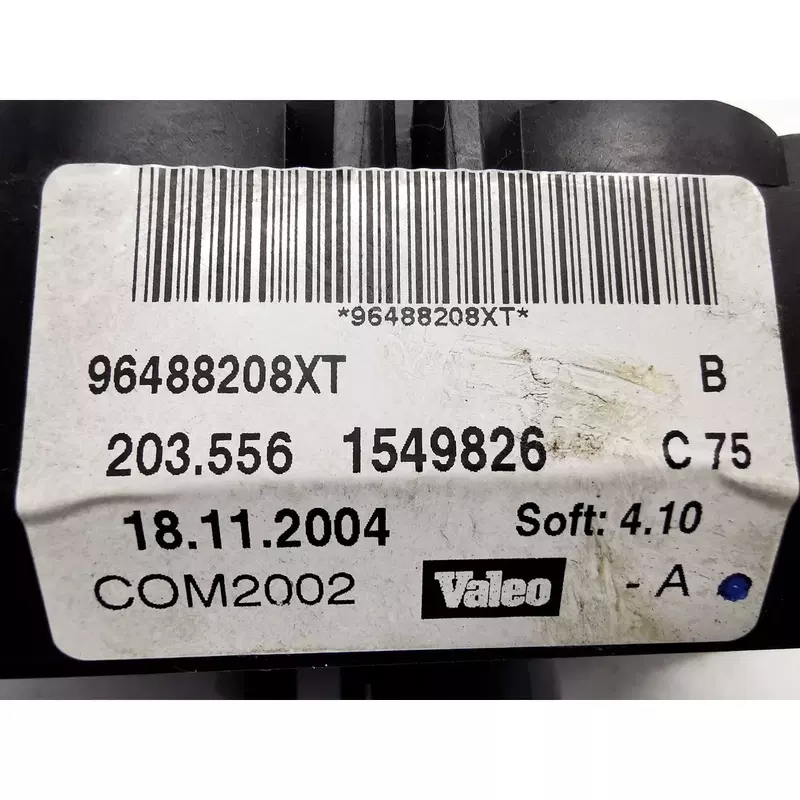 *96488208XT*
96488208XT B
203.556 1549826 C 75
18.11.2004 Soft: 4.10
COM2002 Valeo -A